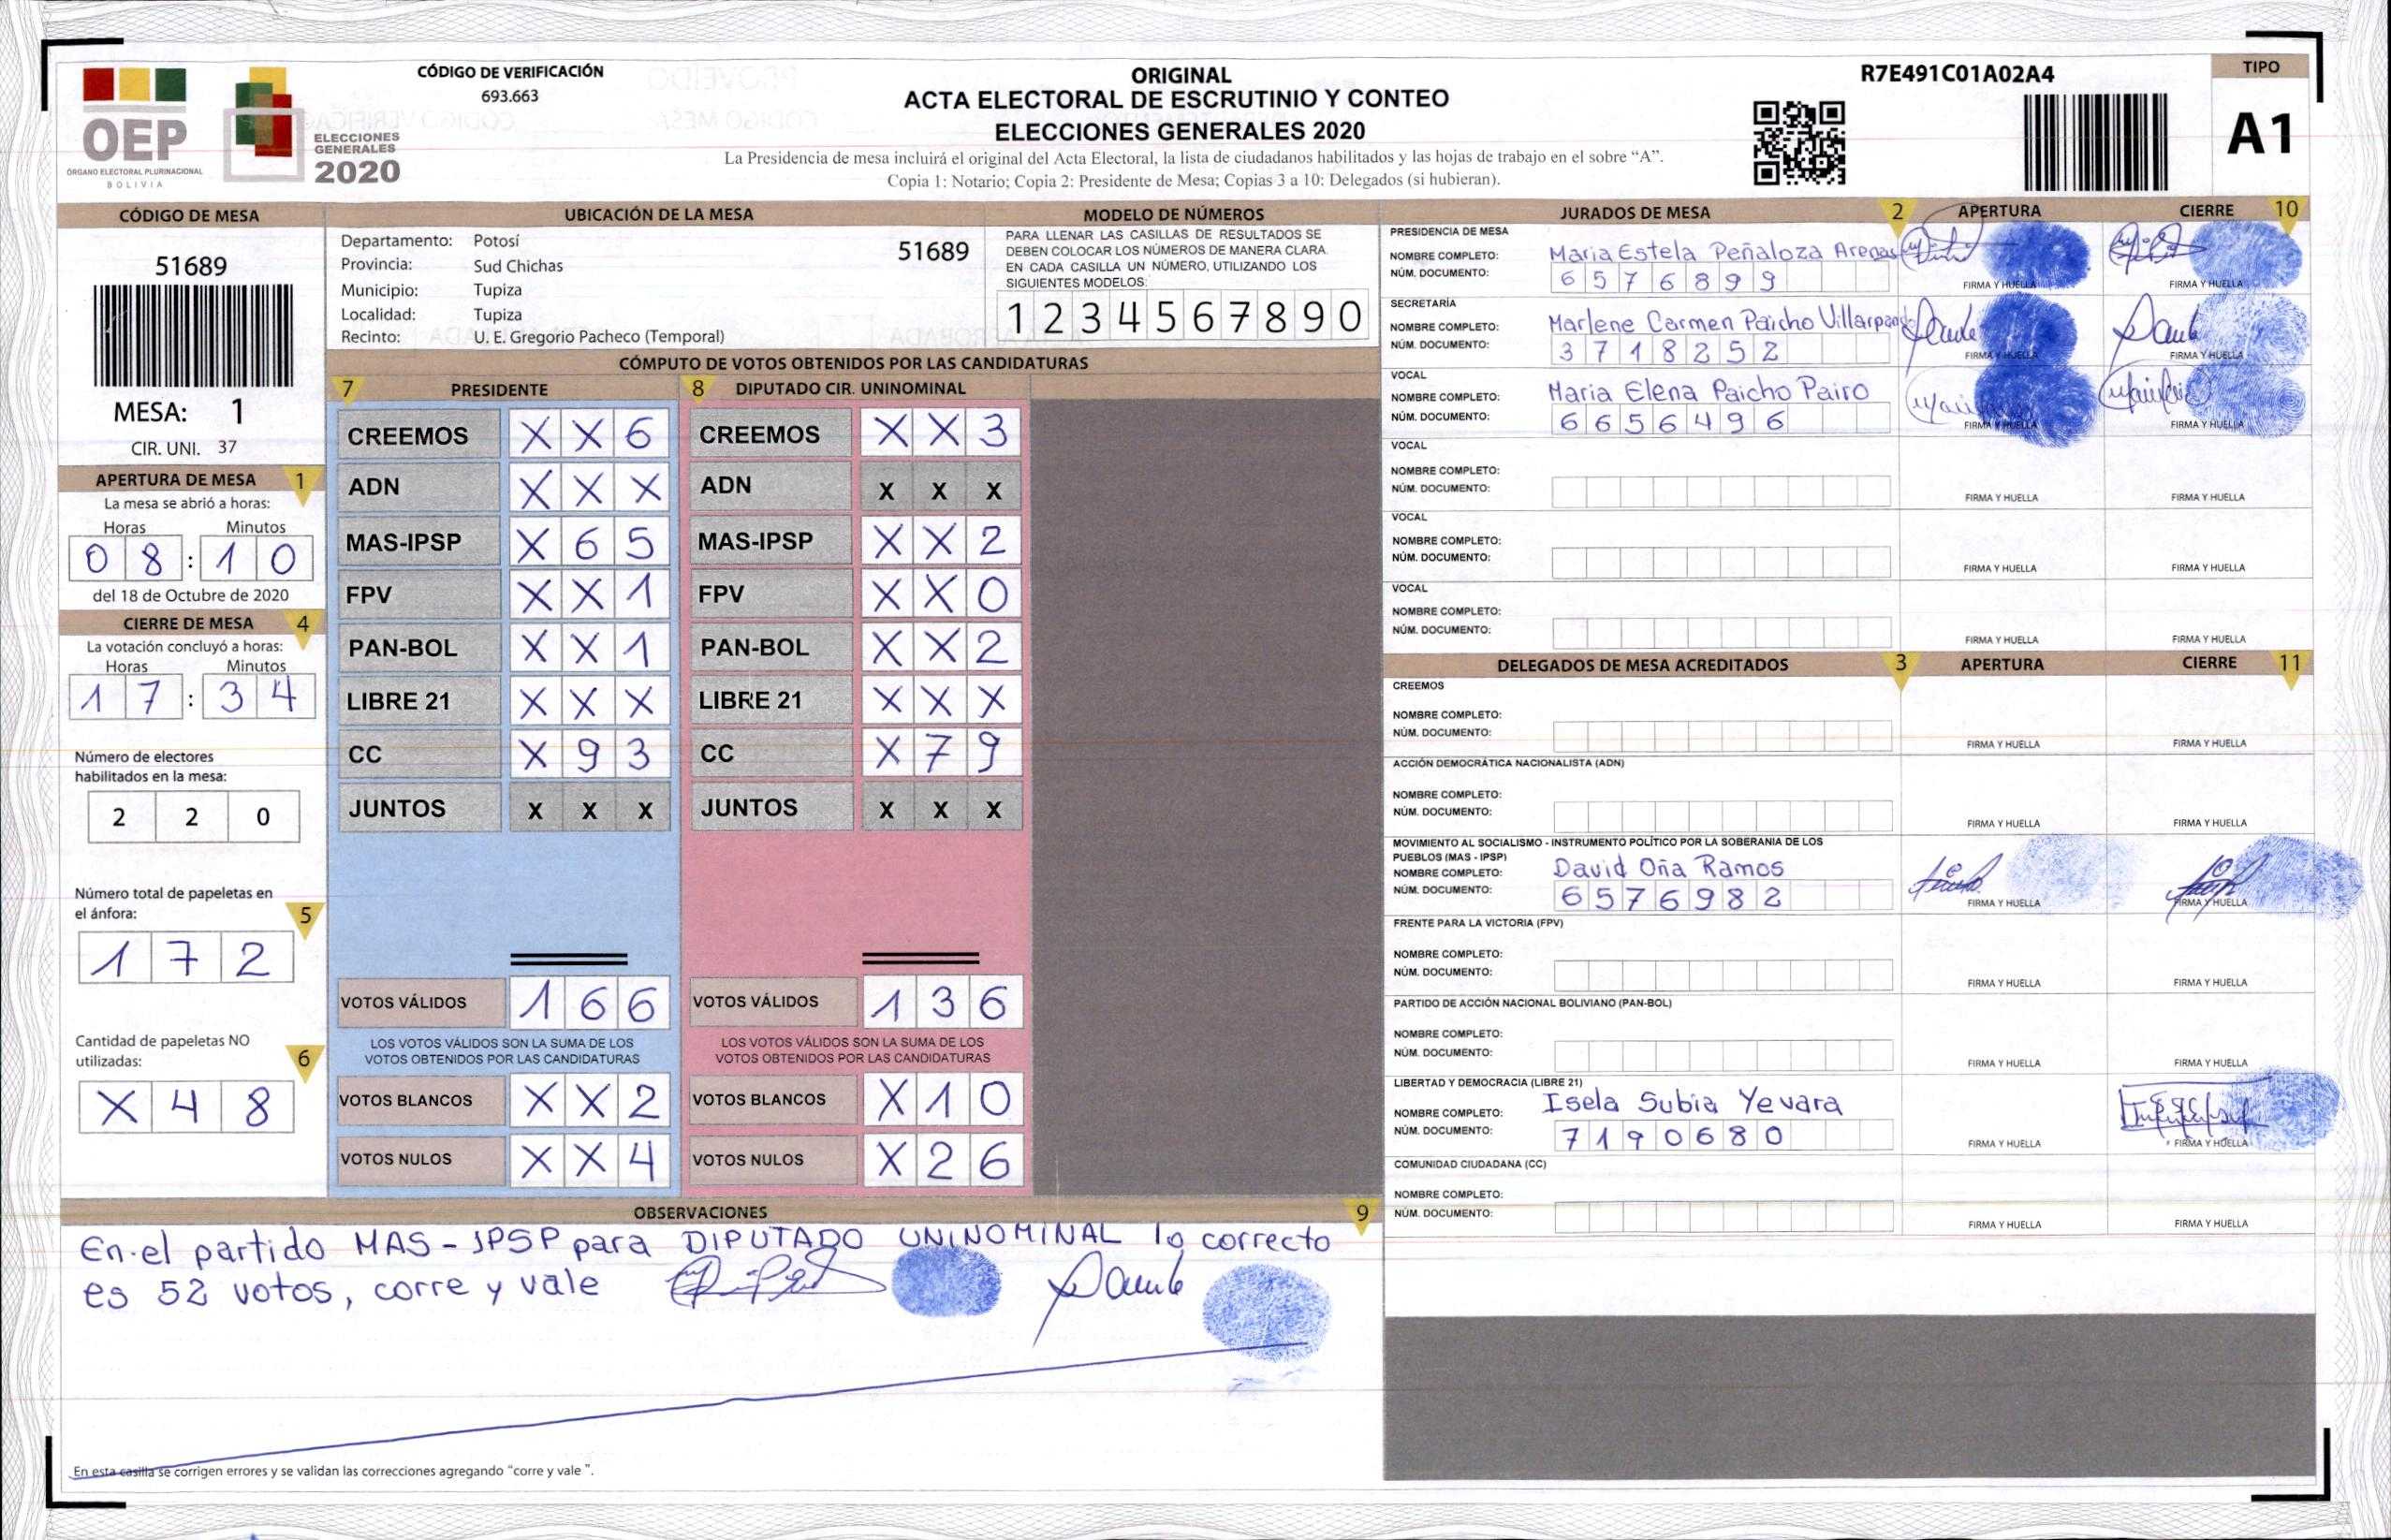 OEP
ÓRGANO ELECTORAL PLURINACIONAL
BOLIVIA
ELECCIONES
GENERALES
2020
CÓDIGO DE VERIFICACIÓN
693.663
ORIGINAL
ACTA ELECTORAL DE ESCRUTINIO Y CONTEO
ELECCIONES GENERALES 2020
La Presidencia de mesa incluirá el original del Acta Electoral, la lista de ciudadanos habilitados y las hojas de trabajo en el sobre “A”.
Copia 1: Notario; Copia 2: Presidente de Mesa; Copias 3 a 10: Delegados (si hubieran).
R7E491C01A02A4
TIPO
A1
CÓDIGO DE MESA
51689
MESA: 1
CIR. UNI. 37
APERTURA DE MESA 1
La mesa se abrió a horas:
Horas Minutos
0 8 : 1 0
del 18 de Octubre de 2020
CIERRE DE MESA 4
La votación concluyó a horas:
Horas Minutos
1 7 : 3 4
Número de electores
habilitados en la mesa:
2 2 0
Número total de papeletas en
el ánfora: 5
1 7 2
Cantidad de papeletas NO
utilizadas: 6
X 4 8
UBICACIÓN DE LA MESA
Departamento: Potosí 51689
Provincia: Sud Chichas
Municipio: Tupiza
Localidad: Tupiza
Recinto: U. E. Gregorio Pacheco (Temporal)
MODELO DE NÚMEROS
PARA LLENAR LAS CASILLAS DE RESULTADOS SE
DEBEN COLOCAR LOS NÚMEROS DE MANERA CLARA.
EN CADA CASILLA UN NÚMERO, UTILIZANDO LOS
SIGUIENTES MODELOS:
1 2 3 4 5 6 7 8 9 0
CÓMPUTO DE VOTOS OBTENIDOS POR LAS CANDIDATURAS
7 PRESIDENTE
CREEMOS X X 6
ADN X X X
MAS-IPSP X 6 5
FPV X X 1
PAN-BOL X X 1
LIBRE 21 X X X
CC X 9 3
JUNTOS X X X
VOTOS VÁLIDOS 1 6 6
LOS VOTOS VÁLIDOS SON LA SUMA DE LOS
VOTOS OBTENIDOS POR LAS CANDIDATURAS
VOTOS BLANCOS X X 2
VOTOS NULOS X X 4
8 DIPUTADO CIR. UNINOMINAL
CREEMOS X X 3
ADN X X X
MAS-IPSP X X 2
FPV X X 0
PAN-BOL X X 2
LIBRE 21 X X X
CC X 7 9
JUNTOS X X X
VOTOS VÁLIDOS 1 3 6
LOS VOTOS VÁLIDOS SON LA SUMA DE LOS
VOTOS OBTENIDOS POR LAS CANDIDATURAS
VOTOS BLANCOS X 1 0
VOTOS NULOS X 2 6
OBSERVACIONES 9
En el partido MAS-IPSP para DIPUTADO UNINOMINAL lo correcto
es 52 votos, corre y vale
En esta casilla se corrigen errores y se validan las correcciones agregando “corre y vale ”.
JURADOS DE MESA 2 APERTURA CIERRE 10
PRESIDENCIA DE MESA
NOMBRE COMPLETO: Maria Estela Peñaloza Arenas
NÚM. DOCUMENTO: 6 5 7 6 8 9 9
FIRMA Y HUELLA FIRMA Y HUELLA
SECRETARÍA
NOMBRE COMPLETO: Marlene Carmen Paicho
NÚM. DOCUMENTO: 3 7 1 8 2 5 2
FIRMA Y HUELLA FIRMA Y HUELLA
VOCAL
NOMBRE COMPLETO: Maria Elena Paicho Pairo
NÚM. DOCUMENTO: 6 6 5 6 4 9 6
FIRMA Y HUELLA FIRMA Y HUELLA
VOCAL
NOMBRE COMPLETO:
NÚM. DOCUMENTO:
FIRMA Y HUELLA FIRMA Y HUELLA
VOCAL
NOMBRE COMPLETO:
NÚM. DOCUMENTO:
FIRMA Y HUELLA FIRMA Y HUELLA
VOCAL
NOMBRE COMPLETO:
NÚM. DOCUMENTO:
FIRMA Y HUELLA FIRMA Y HUELLA
DELEGADOS DE MESA ACREDITADOS 3 APERTURA CIERRE 11
CREEMOS
NOMBRE COMPLETO:
NÚM. DOCUMENTO:
FIRMA Y HUELLA FIRMA Y HUELLA
ACCIÓN DEMOCRÁTICA NACIONALISTA (ADN)
NOMBRE COMPLETO:
NÚM. DOCUMENTO:
FIRMA Y HUELLA FIRMA Y HUELLA
MOVIMIENTO AL SOCIALISMO - INSTRUMENTO POLÍTICO POR LA SOBERANIA DE LOS
PUEBLOS (MAS - IPSP)
NOMBRE COMPLETO: David Oña Ramos
NÚM. DOCUMENTO: 6 5 7 6 9 8 2
FIRMA Y HUELLA FIRMA Y HUELLA
FRENTE PARA LA VICTORIA (FPV)
NOMBRE COMPLETO:
NÚM. DOCUMENTO:
FIRMA Y HUELLA FIRMA Y HUELLA
PARTIDO DE ACCIÓN NACIONAL BOLIVIANO (PAN-BOL)
NOMBRE COMPLETO:
NÚM. DOCUMENTO:
FIRMA Y HUELLA FIRMA Y HUELLA
LIBERTAD Y DEMOCRACIA (LIBRE 21)
NOMBRE COMPLETO: Isela Subia Yevara
NÚM. DOCUMENTO: 7 1 9 0 6 8 0
FIRMA Y HUELLA FIRMA Y HUELLA
COMUNIDAD CIUDADANA (CC)
NOMBRE COMPLETO:
NÚM. DOCUMENTO:
FIRMA Y HUELLA FIRMA Y HUELLA